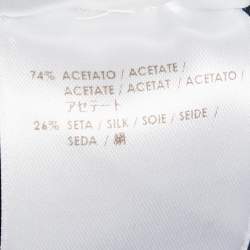 74% ACETATO / ACETATE /
ACETATE / ACETAT / ACETATO /
アセテート
26% SETA / SILK / SOIE / SEIDE /
SEDA / 絹